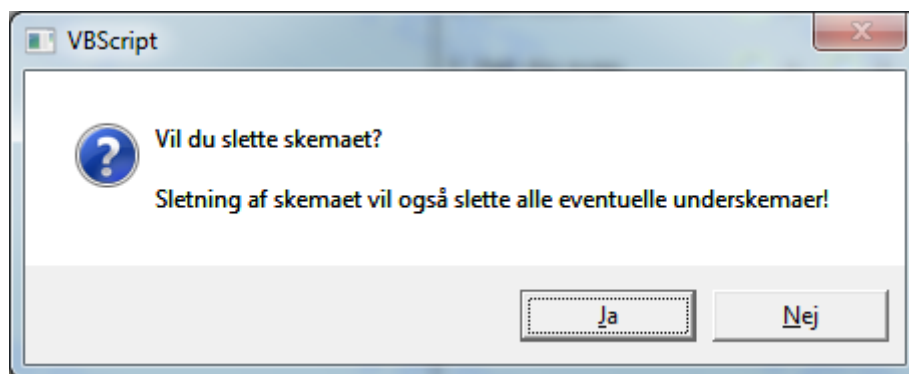 VBScript
Vil du slette skemaet?
Sletning af skemaet vil også slette alle eventuelle underskemaer!
Ja
Nej